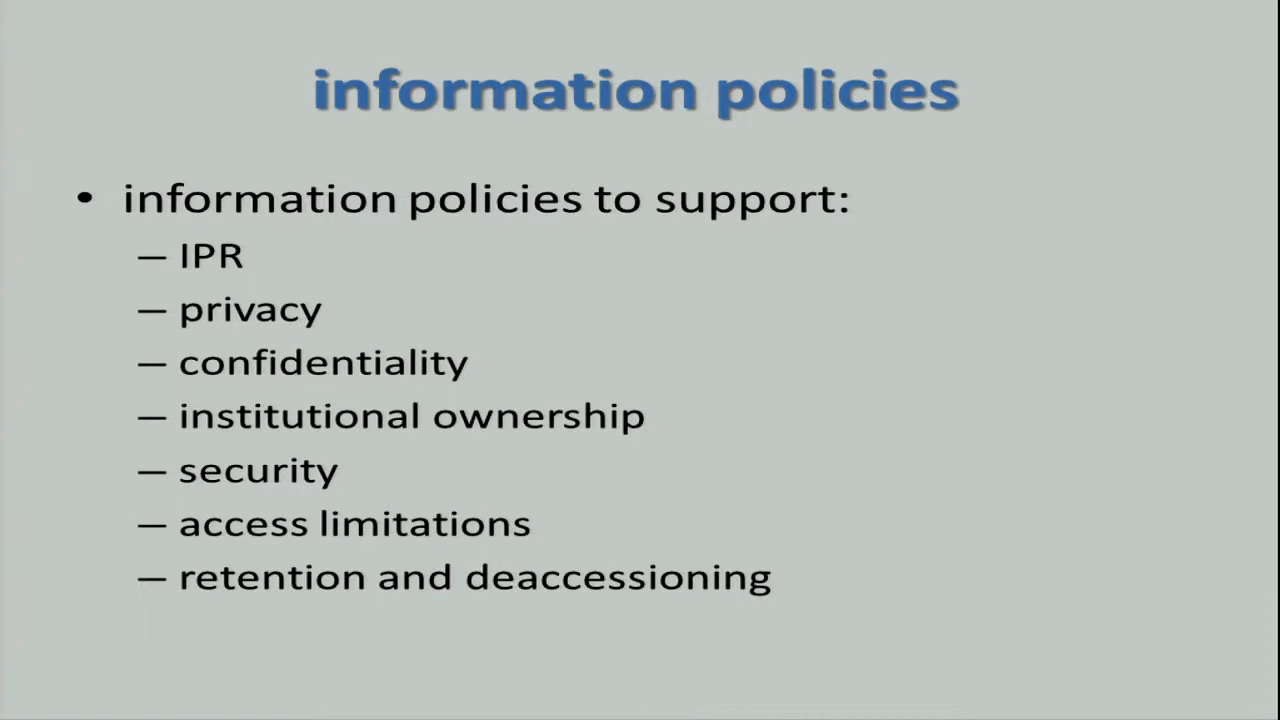 information policies
• information policies to support:
– IPR
– privacy
– confidentiality
– institutional ownership
– security
– access limitations
– retention and deaccessioning